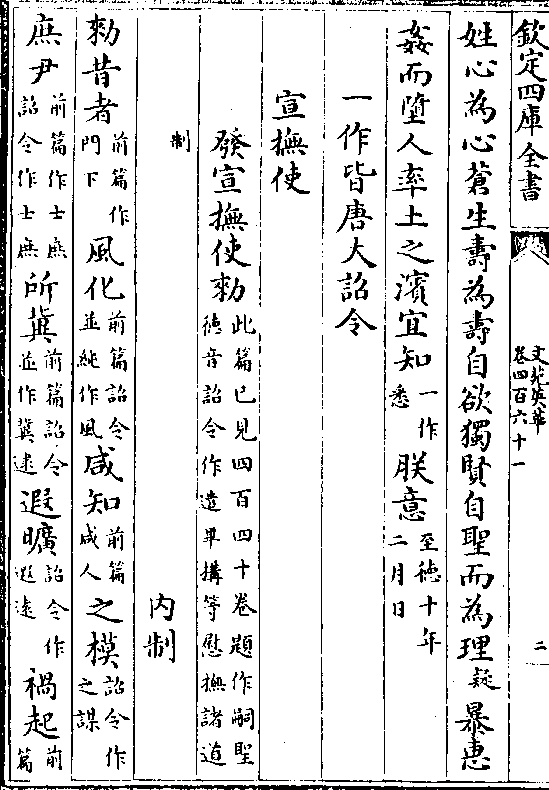 欽定四庫全書
文苑英華
卷四百六十一
二
姓心為心蒼生壽為壽自欲獨賢自聖而為理疑暴惠
姦而墮人率土之濱宜知一作悉朕意至德十年二月日
一作皆唐大詔令
宣撫使
發宣撫使勅此篇已見四百四十卷題作嗣聖德音詔令作遣畢構等慰撫諸道
制
内制
勅昔者前篇作門下風化前篇詔令並純作風咸知前篇成人之模詔令作之謀
庶尹前篇作士庶詔令作士庶所冀前篇詔令並作冀遠遐曠詔令作遐遠禍起前篇